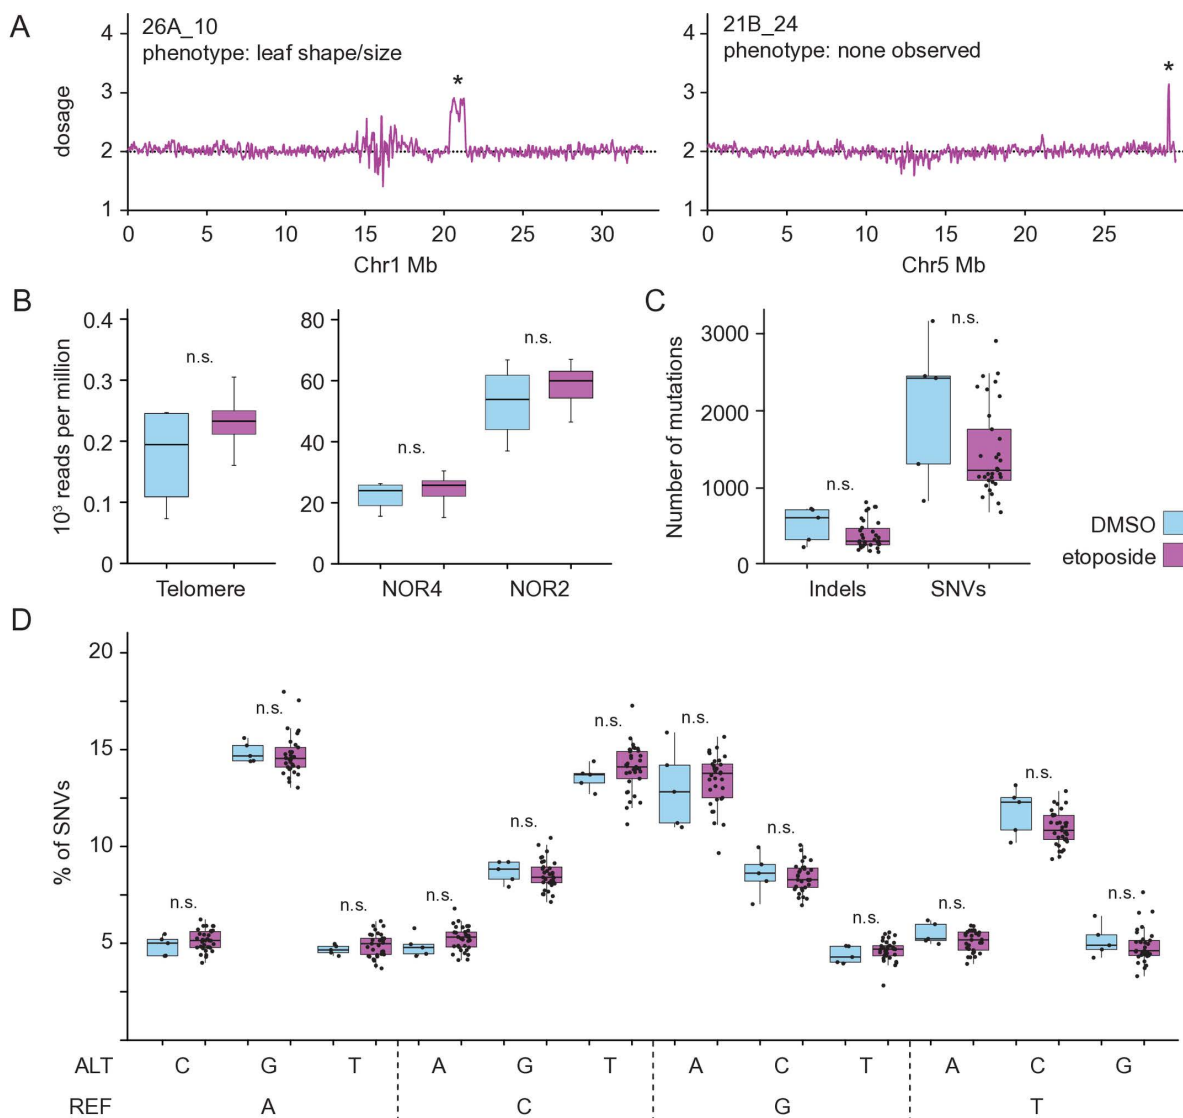 A
26A_10
phenotype: leaf shape/size
*
dosage
4
3
2
1
0 5 10 15 20 25 30
Chr1 Mb
21B_24
phenotype: none observed
*
4
3
2
1
0 5 10 15 20 25
Chr5 Mb
B
10³ reads per million
0.4
0.3
0.2
0.1
0
n.s.
Telomere
80
60
40
20
0
n.s.
n.s.
NOR4 NOR2
C
Number of mutations
3000
2000
1000
0
n.s.
n.s.
Indels SNVs
DMSO
etoposide
D
% of SNVs
20
15
10
5
n.s. n.s. n.s. n.s. n.s. n.s. n.s. n.s. n.s. n.s. n.s. n.s.
ALT C G T A G T A C T A C G
REF A C G T